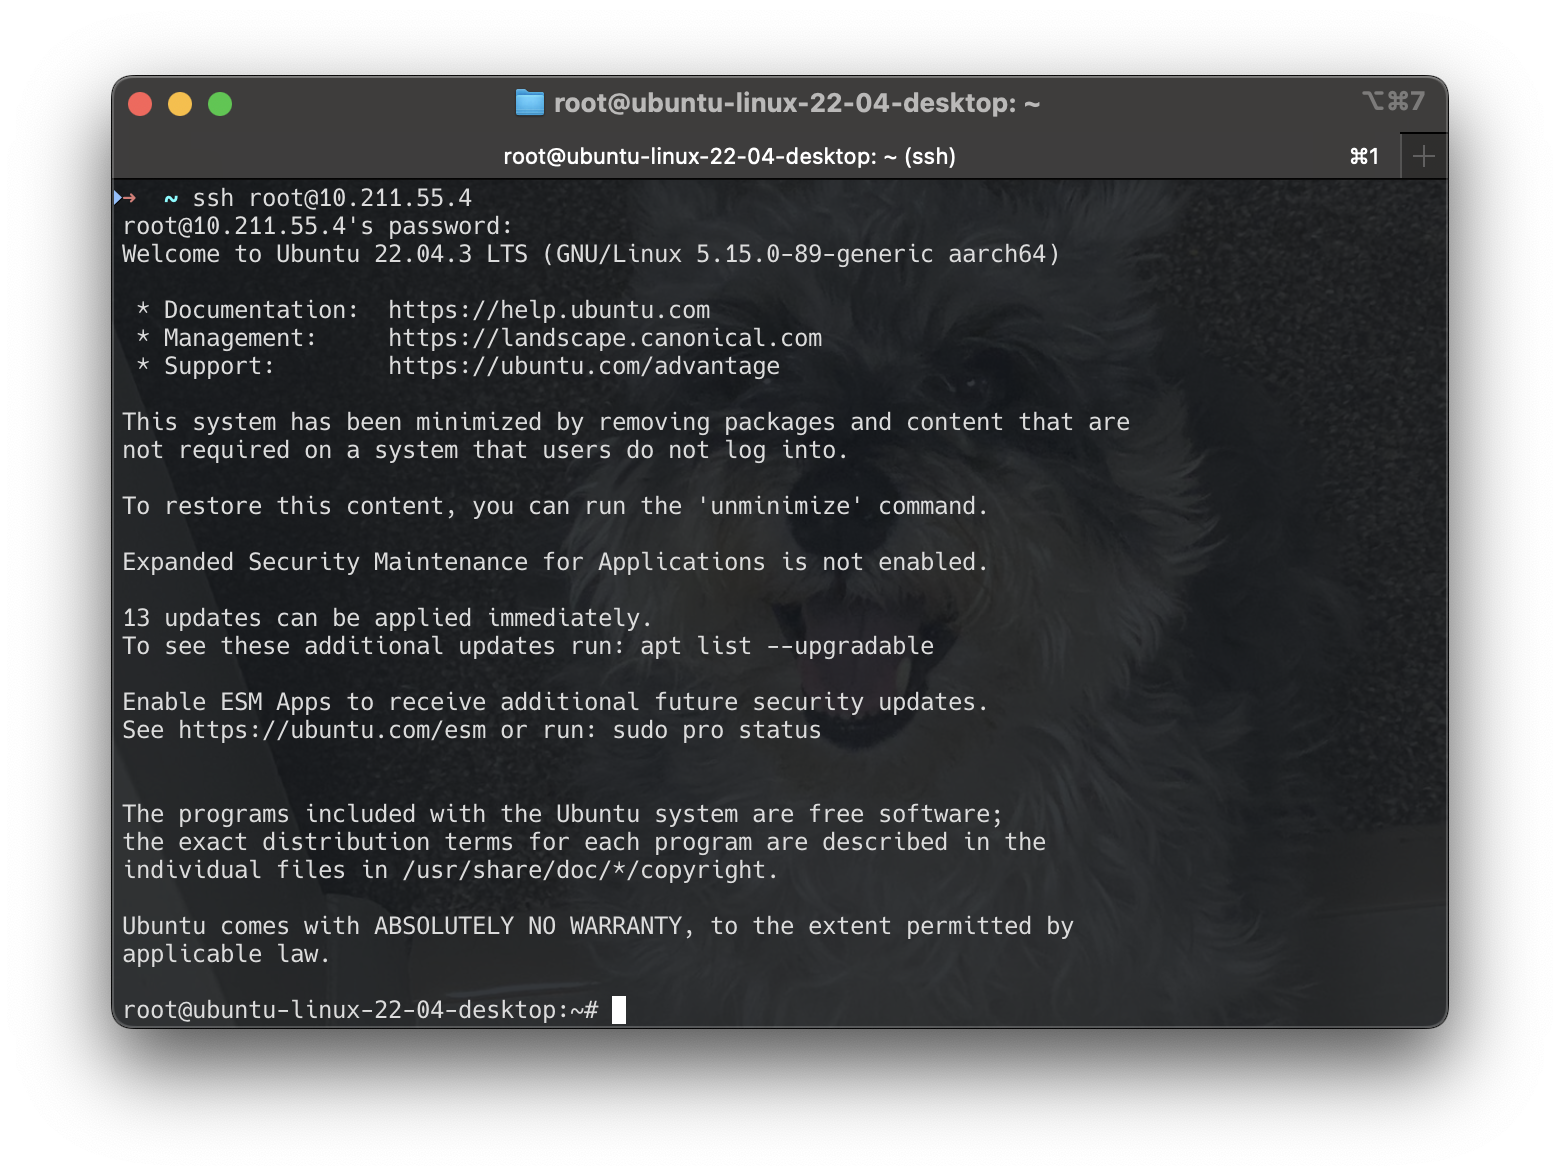 root@ubuntu-linux-22-04-desktop: ~
⌥⌘7
root@ubuntu-linux-22-04-desktop: ~ (ssh)
⌘1
→ ~ ssh root@10.211.55.4
root@10.211.55.4's password:
Welcome to Ubuntu 22.04.3 LTS (GNU/Linux 5.15.0-89-generic aarch64)
* Documentation:  https://help.ubuntu.com
* Management:     https://landscape.canonical.com
* Support:        https://ubuntu.com/advantage
This system has been minimized by removing packages and content that are
not required on a system that users do not log into.
To restore this content, you can run the 'unminimize' command.
Expanded Security Maintenance for Applications is not enabled.
13 updates can be applied immediately.
To see these additional updates run: apt list --upgradable
Enable ESM Apps to receive additional future security updates.
See https://ubuntu.com/esm or run: sudo pro status
The programs included with the Ubuntu system are free software;
the exact distribution terms for each program are described in the
individual files in /usr/share/doc/*/copyright.
Ubuntu comes with ABSOLUTELY NO WARRANTY, to the extent permitted by
applicable law.
root@ubuntu-linux-22-04-desktop:~#